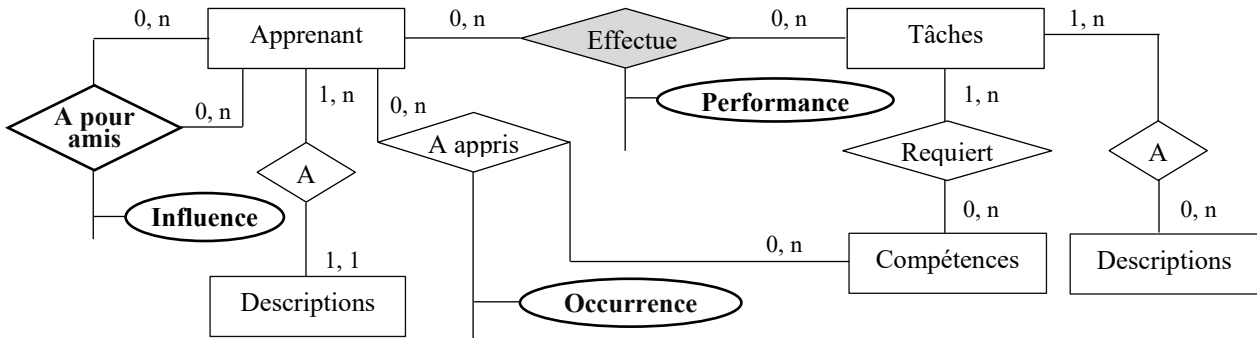 0, n
Apprenant
0, n
Effectue
0, n
Tâches
1, n
A pour
amis
0, n
1, n
0, n
Performance
1, n
A
A appris
Requiert
A
Influence
0, n
0, n
1, 1
0, n
Compétences
Descriptions
Descriptions
Occurrence